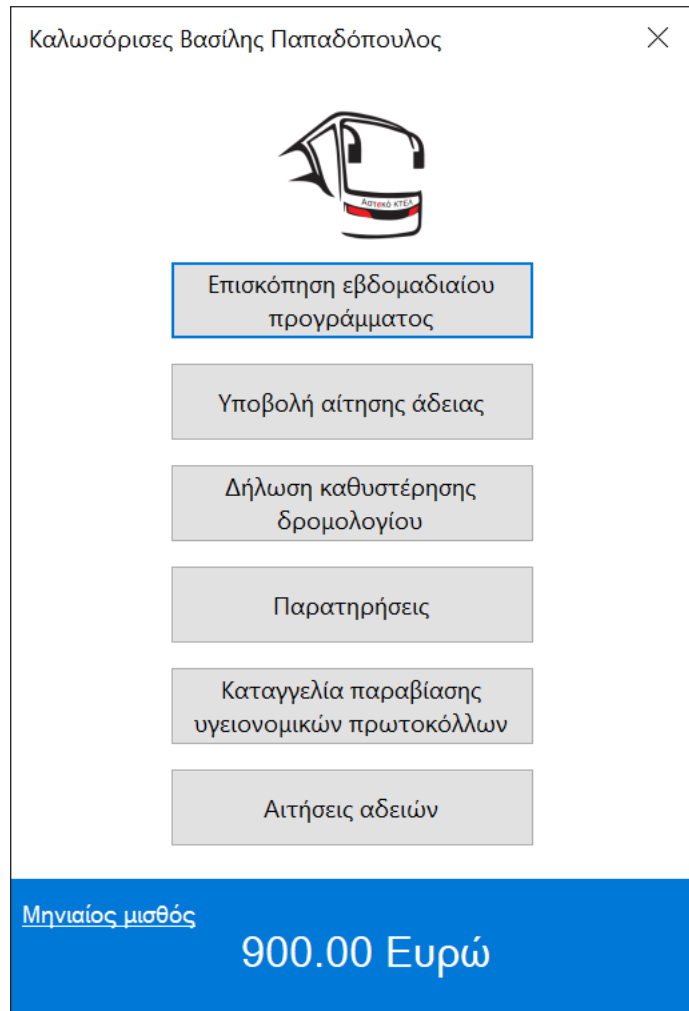 Καλωσόρισες Βασίλης Παπαδόπουλος
Αστικό ΚΤΕΛ
Επισκόπηση εβδομαδιαίου
προγράμματος
Υποβολή αίτησης άδειας
Δήλωση καθυστέρησης
δρομολογίου
Παρατηρήσεις
Καταγγελία παραβίασης
υγειονομικών πρωτοκόλλων
Αιτήσεις αδειών
Μηνιαίος μισθός
900.00 Ευρώ